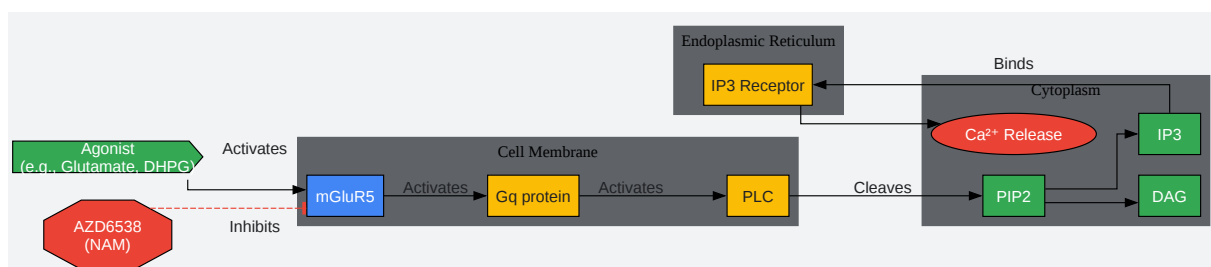 Endoplasmic Reticulum
IP3 Receptor
Binds
Cytoplasm
Ca²⁺ Release
IP3
Agonist
(e.g., Glutamate, DHPG)
Activates
Cell Membrane
mGluR5
Activates
Gq protein
Activates
PLC
Cleaves
PIP2
DAG
AZD6538
(NAM)
Inhibits